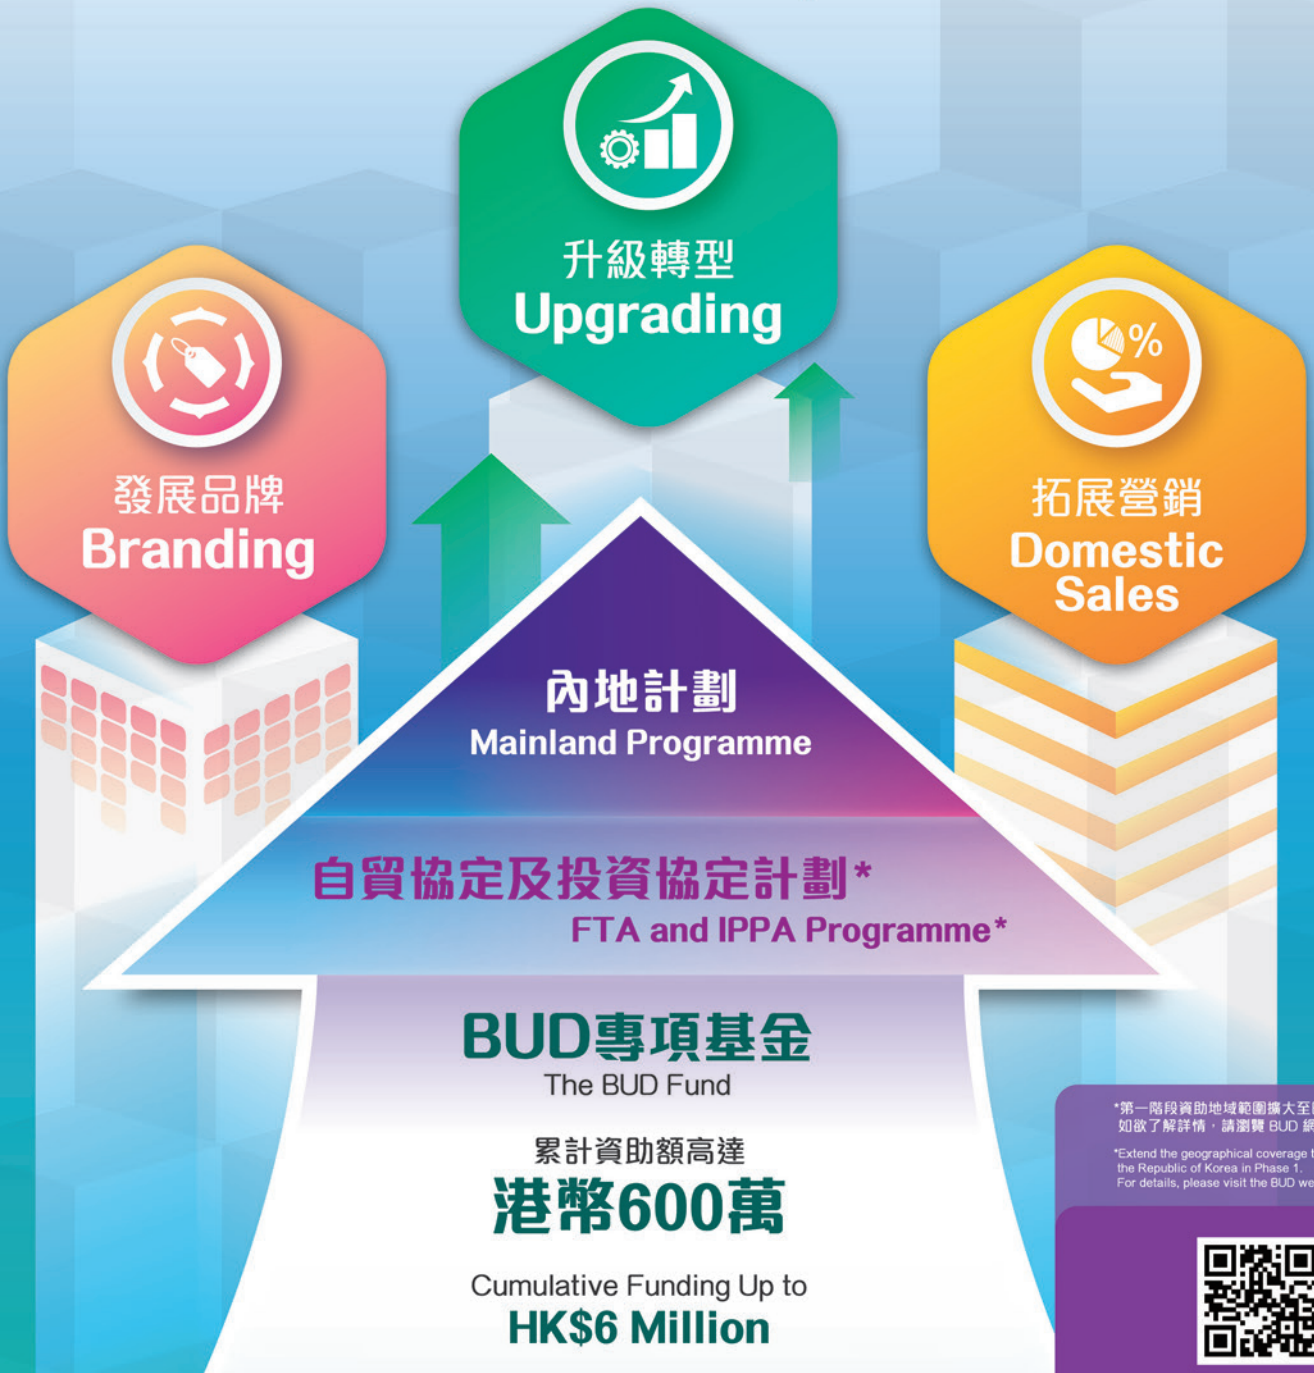 升級轉型
Upgrading
發展品牌
Branding
%
拓展營銷
Domestic
Sales
內地計劃
Mainland Programme
自貿協定及投資協定計劃*
FTA and IPPA Programme*
BUD專項基金
The BUD Fund
累計資助額高達
港幣600萬
Cumulative Funding Up to
HK$6 Million
*第一階段資助地域範圍擴大至
如欲了解詳情，請瀏覽 BUD
*Extend the geographical coverage
the Republic of Korea in Phase 1.
For details, please visit the BUD